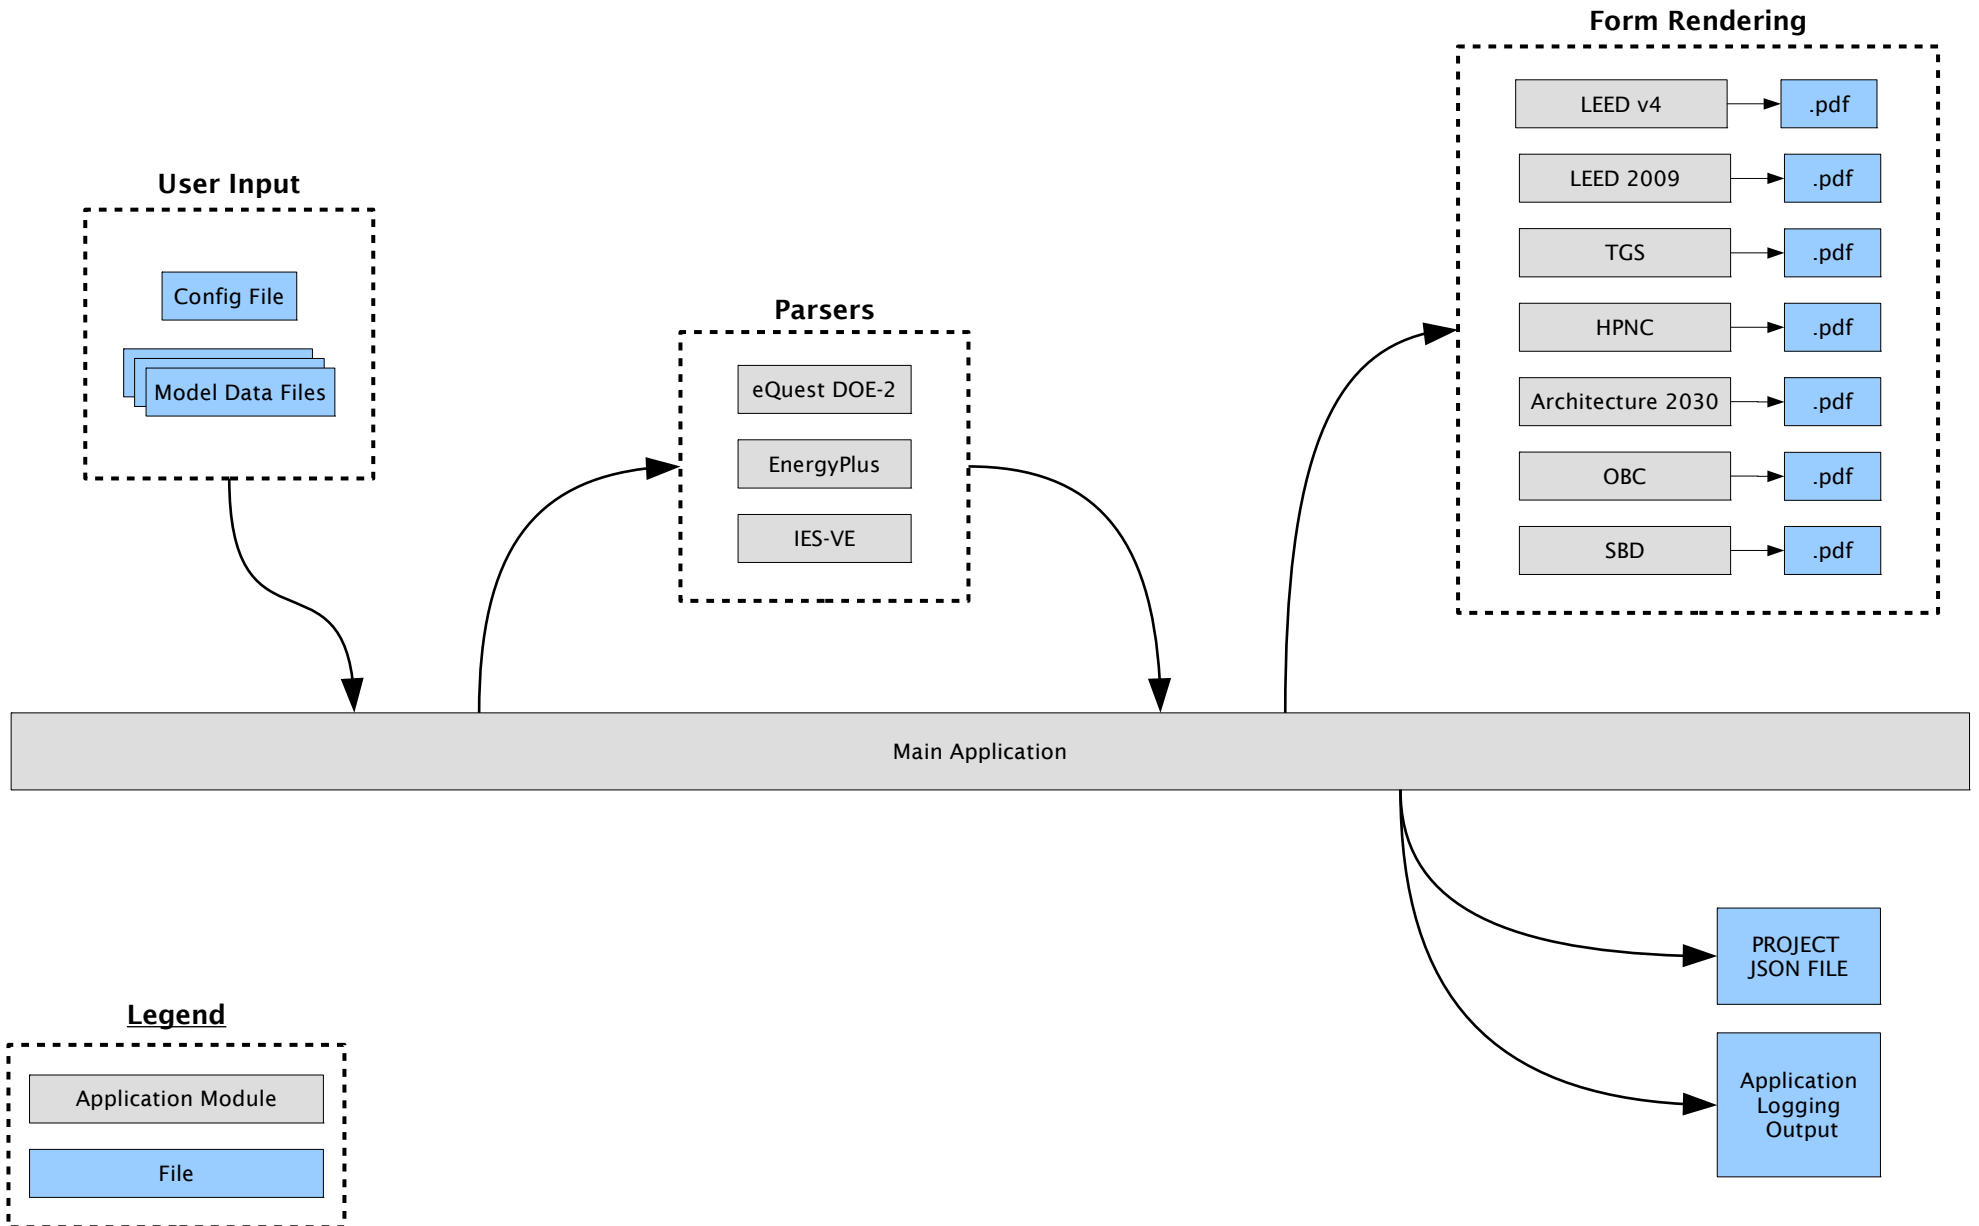 Form Rendering
LEED v4
.pdf
LEED 2009
.pdf
TGS
.pdf
HPNC
.pdf
Architecture 2030
.pdf
OBC
.pdf
SBD
.pdf
User Input
Config File
Model Data Files
Parsers
eQuest DOE-2
EnergyPlus
IES-VE
Main Application
PROJECT
JSON FILE
Application
Logging
Output
Legend
Application Module
File